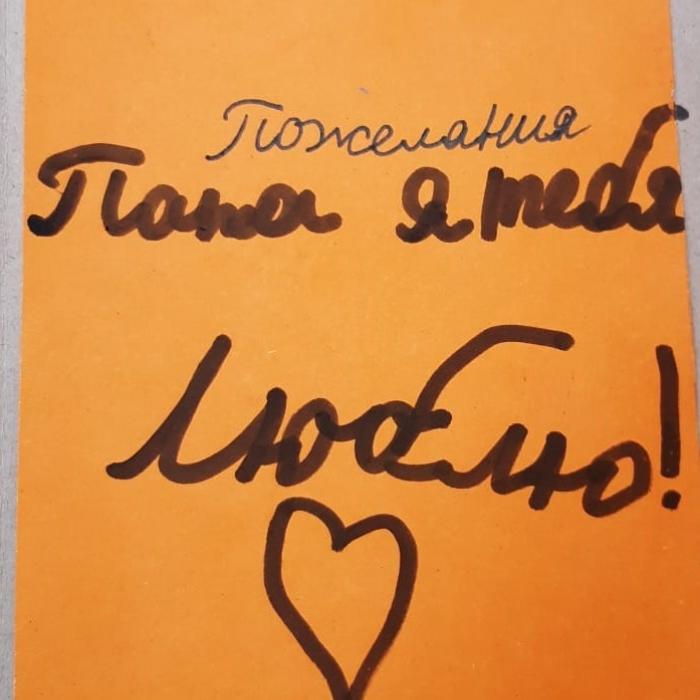 Пожелания
Папа я тебя
Люблю!